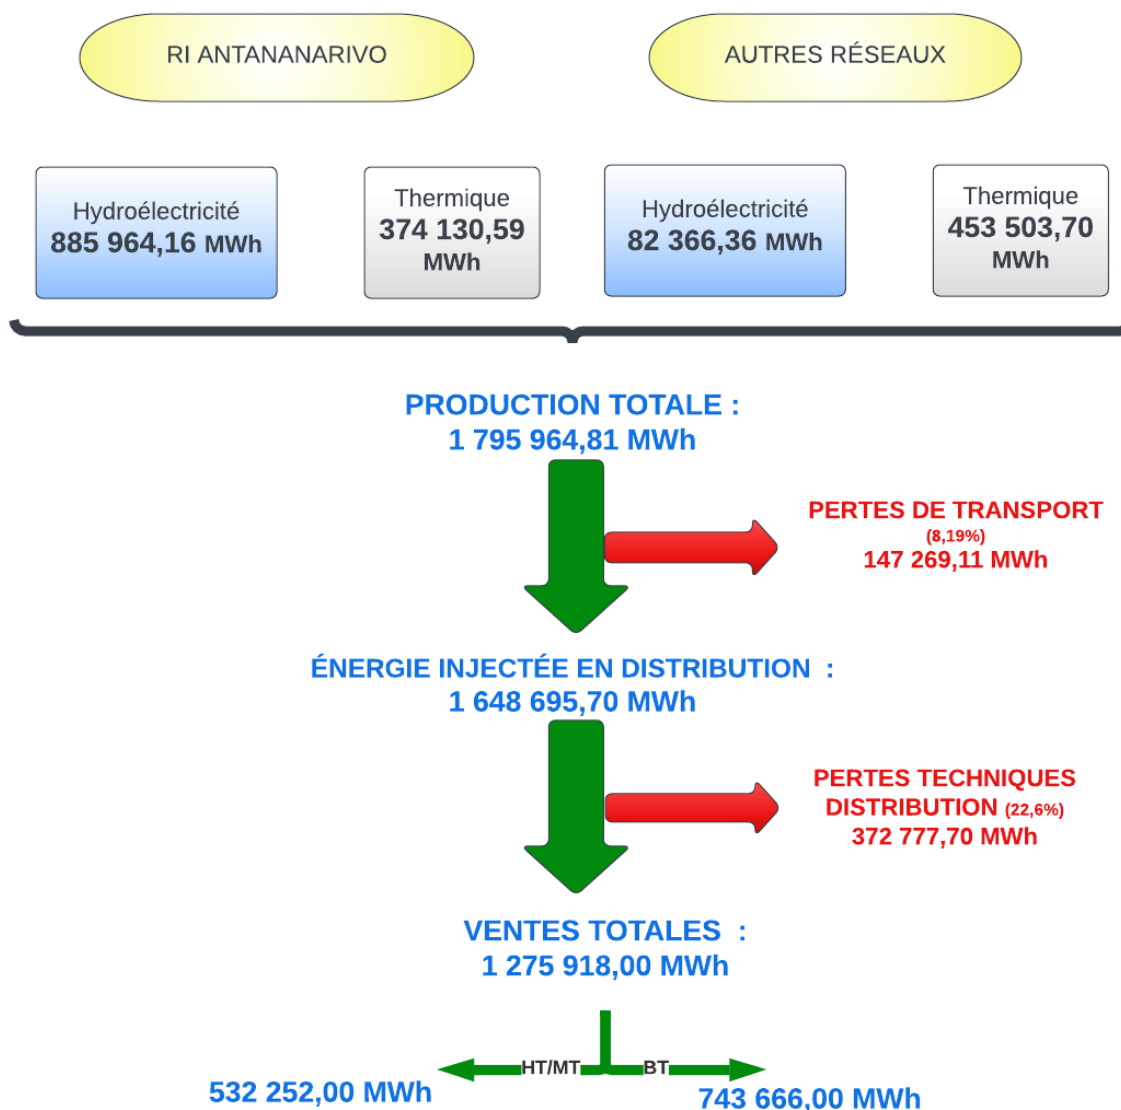 RI ANTANANARIVO
AUTRES RÉSEAUX
Hydroélectricité
885 964,16 MWh
Thermique
374 130,59
MWh
Hydroélectricité
82 366,36 MWh
Thermique
453 503,70
MWh
PRODUCTION TOTALE :
1 795 964,81 MWh
PERTES DE TRANSPORT
(8,19%)
147 269,11 MWh
ÉNERGIE INJECTÉE EN DISTRIBUTION :
1 648 695,70 MWh
PERTES TECHNIQUES
DISTRIBUTION (22,6%)
372 777,70 MWh
VENTES TOTALES :
1 275 918,00 MWh
HT/MT
BT
532 252,00 MWh
743 666,00 MWh